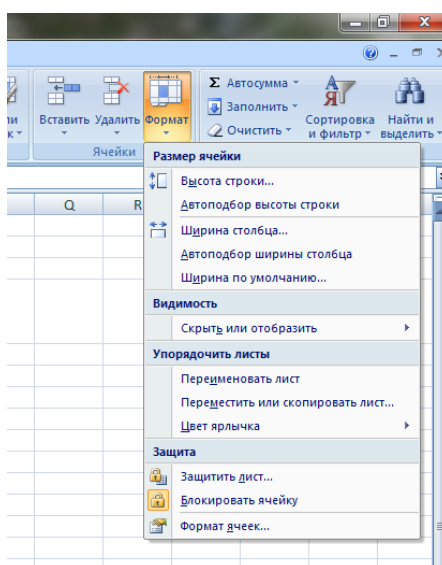 Σ Автосумма
Заполнить
Очистить
Вставить Удалить Формат
Сортировка
и фильтр
Найти и
выделить
Ячейки
Размер ячейки
Высота строки...
Автоподбор высоты строки
Ширина столбца...
Автоподбор ширины столбца
Ширина по умолчанию...
Видимость
Скрыть или отобразить
Упорядочить листы
Переименовать лист
Переместить или скопировать лист...
Цвет ярлычка
Защита
Защитить лист...
Блокировать ячейку
Формат ячеек...
Q R